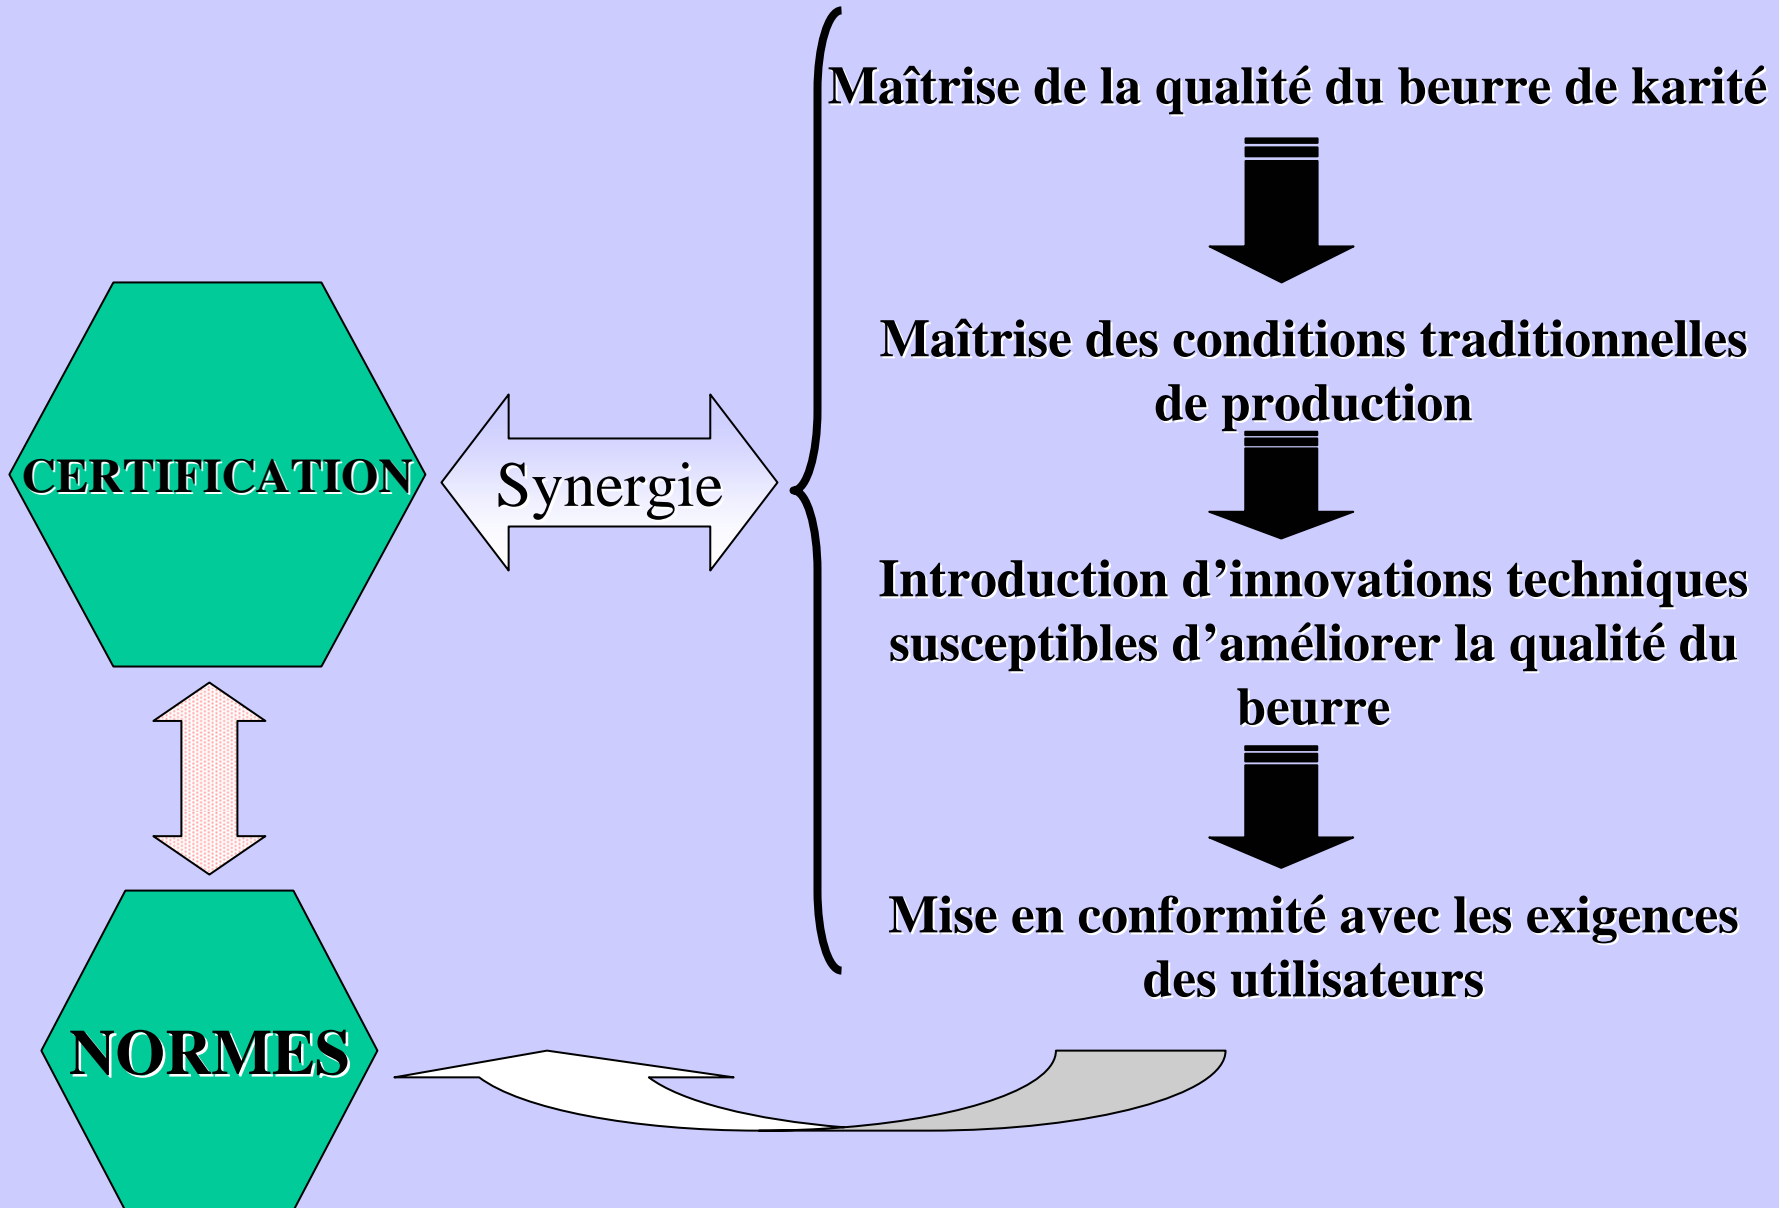 Maîtrise de la qualité du beurre de karité
Maîtrise des conditions traditionnelles
de production
CERTIFICATION
Synergie
Introduction d’innovations techniques
susceptibles d’améliorer la qualité du
beurre
Mise en conformité avec les exigences
des utilisateurs
NORMES